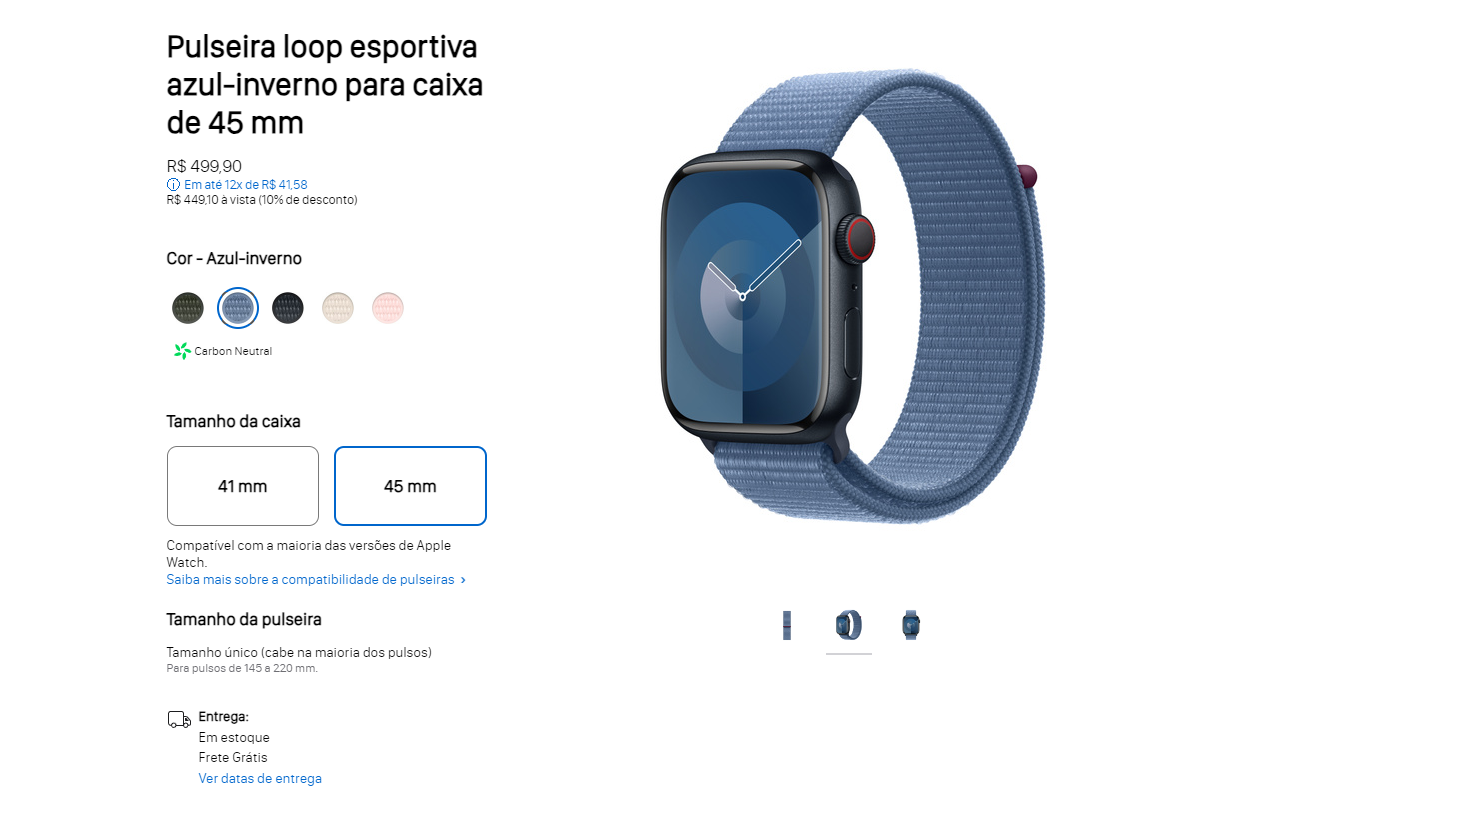 Pulseira loop esportiva
azul-inverno para caixa
de 45 mm
R$ 499,90
Em até 12x de R$ 41,58
R$ 449,10 à vista (10% de desconto)
Cor - Azul-inverno
Carbon Neutral
Tamanho da caixa
41 mm
45 mm
Compatível com a maioria das versões de Apple
Watch.
Saiba mais sobre a compatibilidade de pulseiras ›
Tamanho da pulseira
Tamanho único (cabe na maioria dos pulsos)
Para pulsos de 145 a 220 mm.
Entrega:
Em estoque
Frete Grátis
Ver datas de entrega